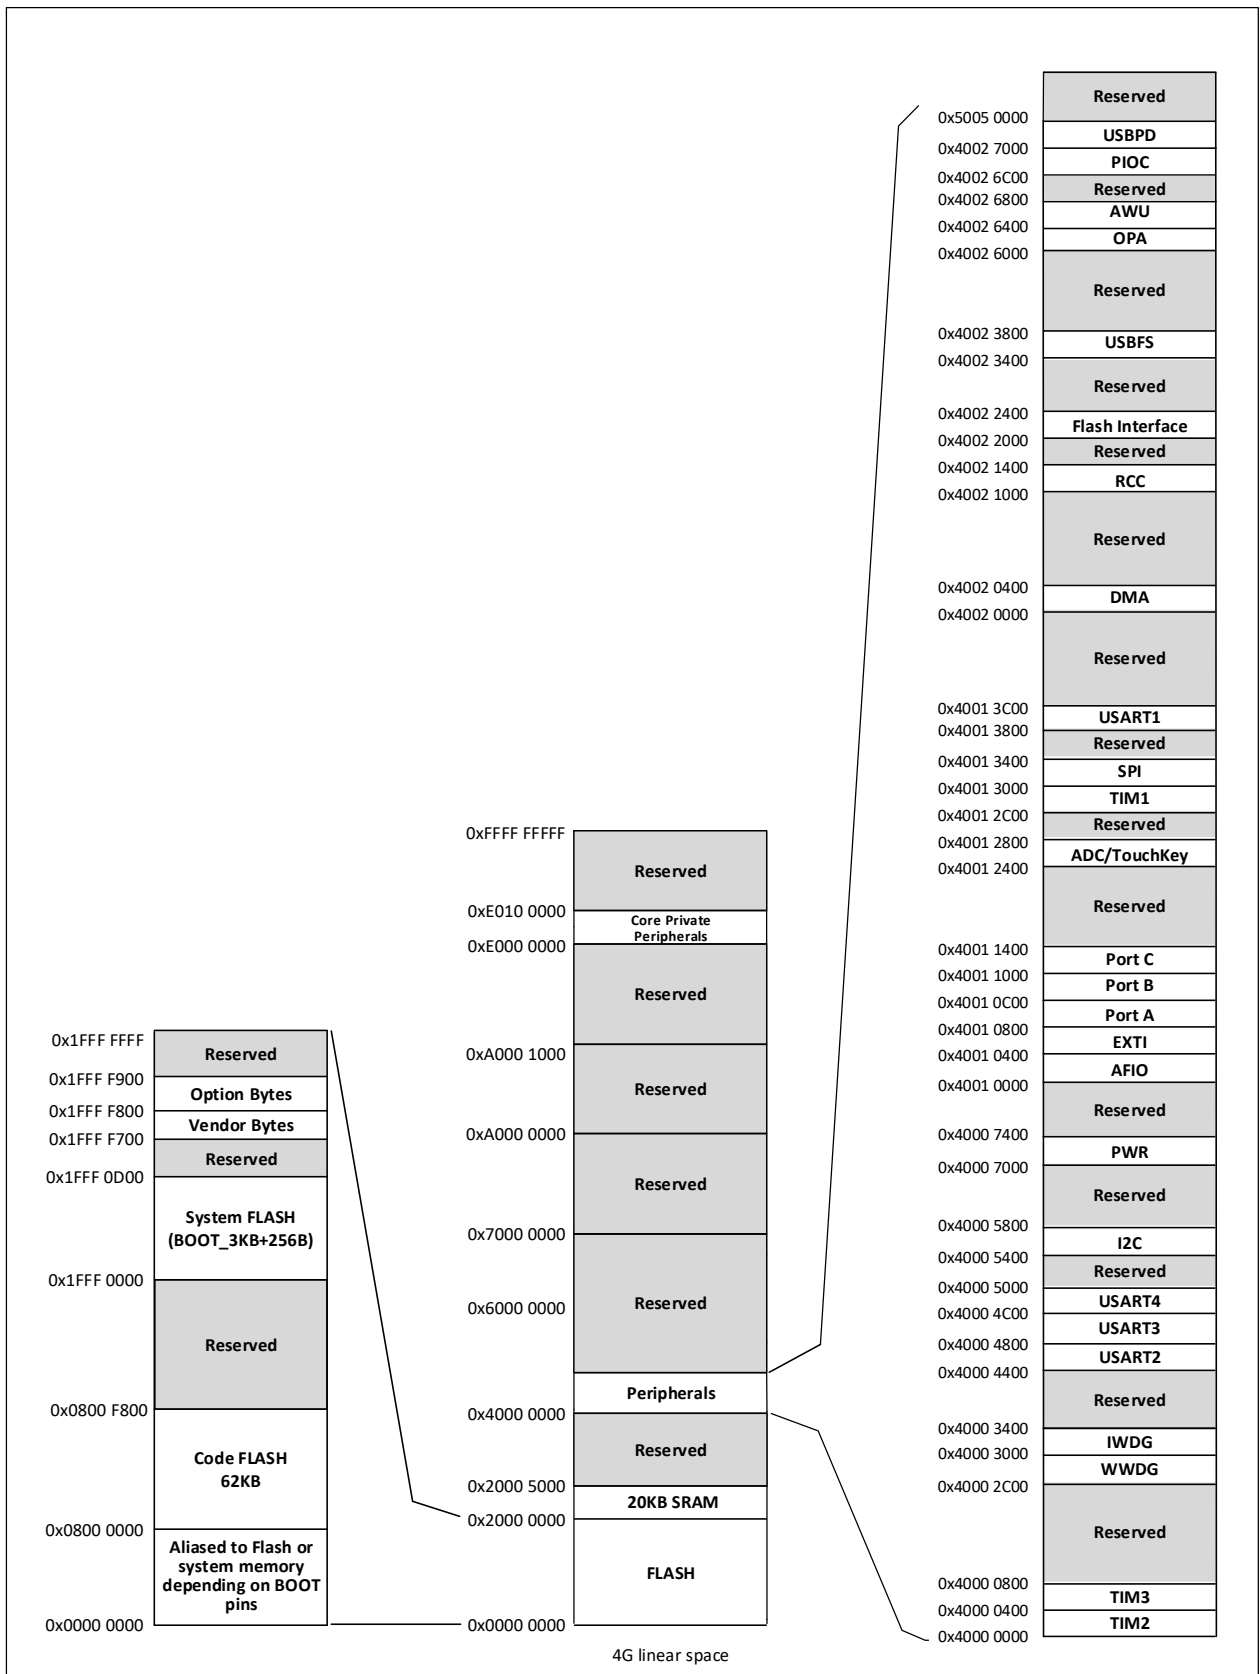 0x1FFF FFFF
Reserved
0x1FFF F900
Option Bytes
0x1FFF F800
Vendor Bytes
0x1FFF F700
Reserved
0x1FFF 0D00
System FLASH
(BOOT_3KB+256B)
0x1FFF 0000
Reserved
0x0800 F800
Code FLASH
62KB
0x0800 0000
Aliased to Flash or
system memory
depending on BOOT
pins
0x0000 0000
0xFFFF FFFFF
Reserved
0xE010 0000
Core Private
Peripherals
0xE000 0000
Reserved
0xA000 1000
Reserved
0xA000 0000
Reserved
0x7000 0000
0x6000 0000
Reserved
Peripherals
0x4000 0000
Reserved
0x2000 5000
20KB SRAM
0x2000 0000
FLASH
0x0000 0000
4G linear space
Reserved
0x5005 0000
USBPD
0x4002 7000
PIOC
0x4002 6C00
Reserved
0x4002 6800
AWU
0x4002 6400
OPA
0x4002 6000
Reserved
0x4002 3800
USBFS
0x4002 3400
Reserved
0x4002 2400
Flash Interface
0x4002 2000
Reserved
0x4002 1400
RCC
0x4002 1000
Reserved
0x4002 0400
DMA
0x4002 0000
Reserved
0x4001 3C00
USART1
0x4001 3800
Reserved
0x4001 3400
SPI
0x4001 3000
TIM1
0x4001 2C00
Reserved
0x4001 2800
ADC/TouchKey
0x4001 2400
Reserved
0x4001 1400
Port C
0x4001 1000
Port B
0x4001 0C00
Port A
0x4001 0800
EXTI
0x4001 0400
AFIO
0x4001 0000
Reserved
0x4000 7400
PWR
0x4000 7000
Reserved
0x4000 5800
I2C
0x4000 5400
Reserved
0x4000 5000
USART4
0x4000 4C00
USART3
0x4000 4800
USART2
0x4000 4400
Reserved
0x4000 3400
IWDG
0x4000 3000
WWDG
0x4000 2C00
Reserved
0x4000 0800
TIM3
0x4000 0400
TIM2
0x4000 0000